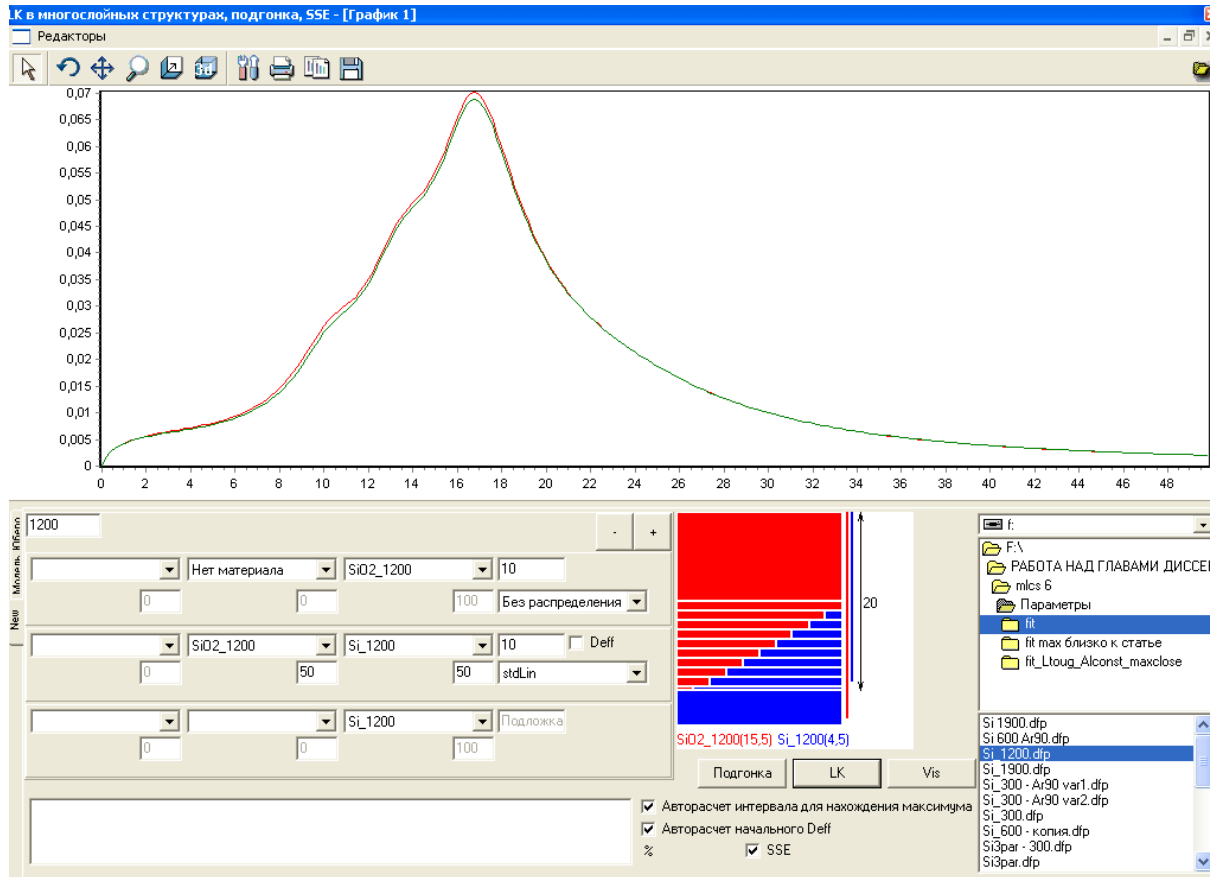 LK в многослойных структурах, подгонка, SSE - [График 1]
Редакторы
0,07
0,065
0,06
0,055
0,05
0,045
0,04
0,035
0,03
0,025
0,02
0,015
0,01
0,005
0
0 2 4 6 8 10 12 14 16 18 20 22 24 26 28 30 32 34 36 38 40 42 44 46 48
New Модель
1200
- +
Нет материала SiO2_1200 10
0 0 100 Без распределения
SiO2_1200 Si_1200 10 Deff
0 50 50 stdLin
Si_1200 Подложка
0 0 100
20
SiO2_1200(15,5) Si_1200(4,5)
Подгонка LK Vis
Авторасчет интервала для нахождения максимума
Авторасчет начального Deff
% SSE
f:
F:\
РАБОТА НАД ГЛАВАМИ ДИССЕ
mlcs 6
Параметры
fit
fit max близко к статье
fit_Ltoug_Alconst_maxclose
Si 1900.dfp
Si 600 Ar90.dfp
Si_1200.dfp
Si_1900.dfp
Si_300 - Ar90 var1.dfp
Si_300 - Ar90 var2.dfp
Si_300.dfp
Si_600 - копия.dfp
Si3par - 300.dfp
Si3par.dfp